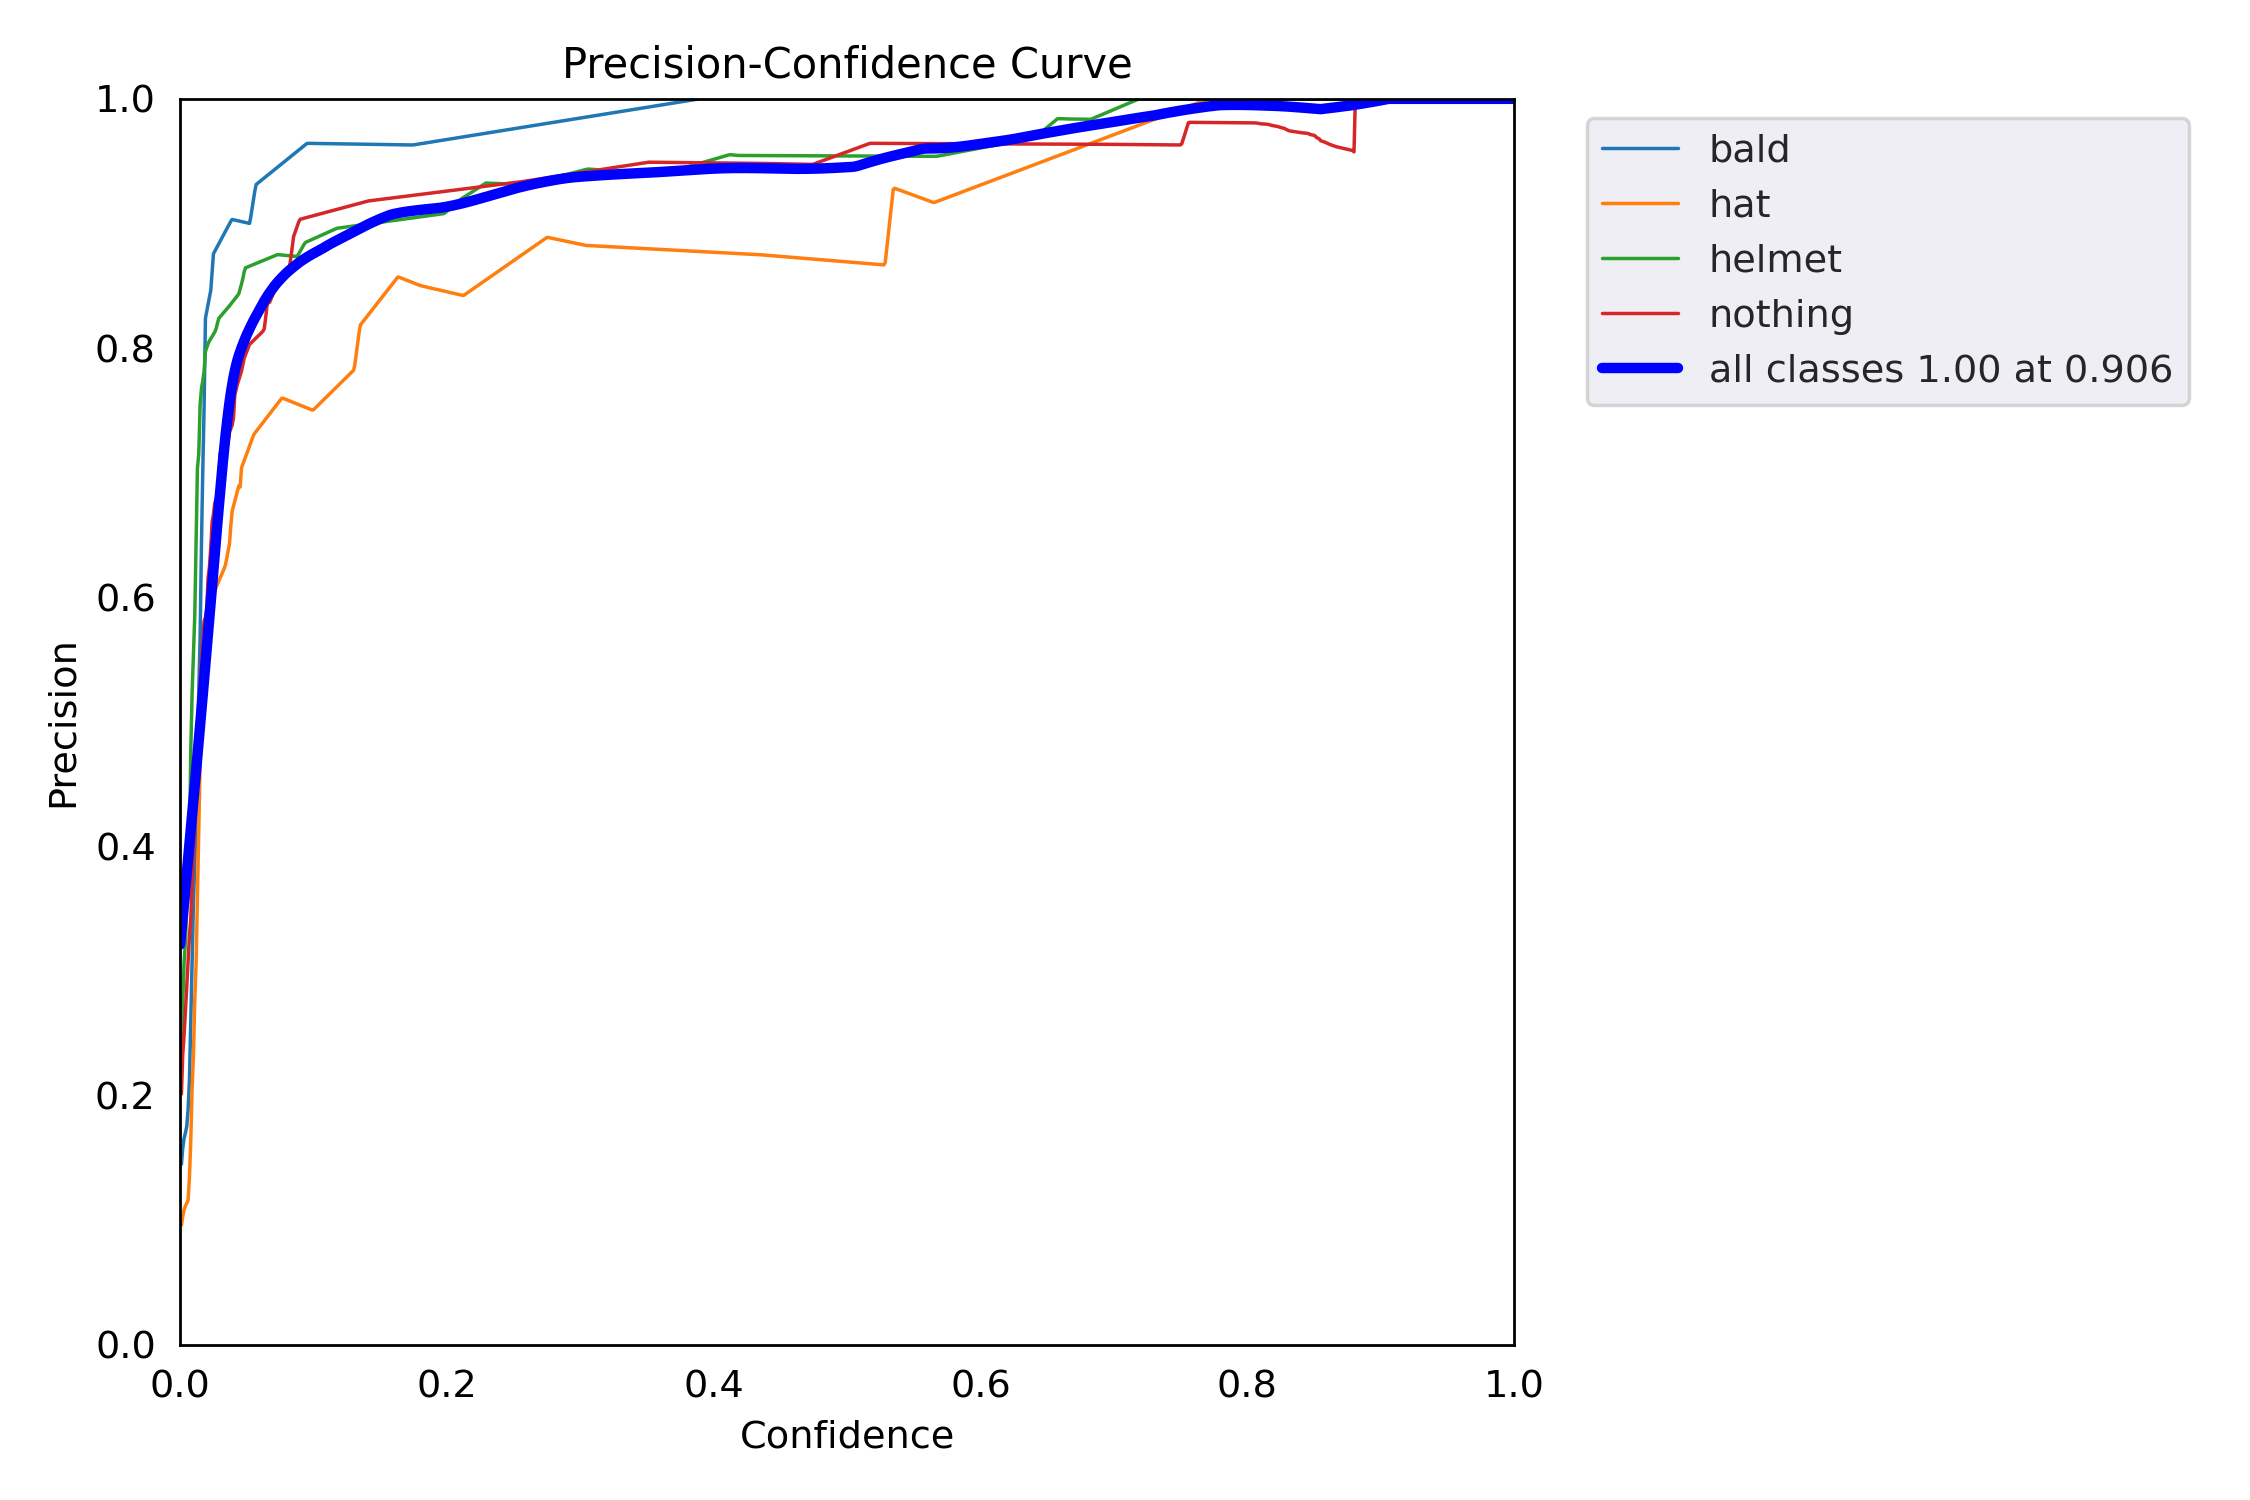 Precision-Confidence Curve
1.0
0.8
0.6
0.4
0.2
0.0
Precision
0.0 0.2 0.4 0.6 0.8 1.0
Confidence
bald
hat
helmet
nothing
all classes 1.00 at 0.906